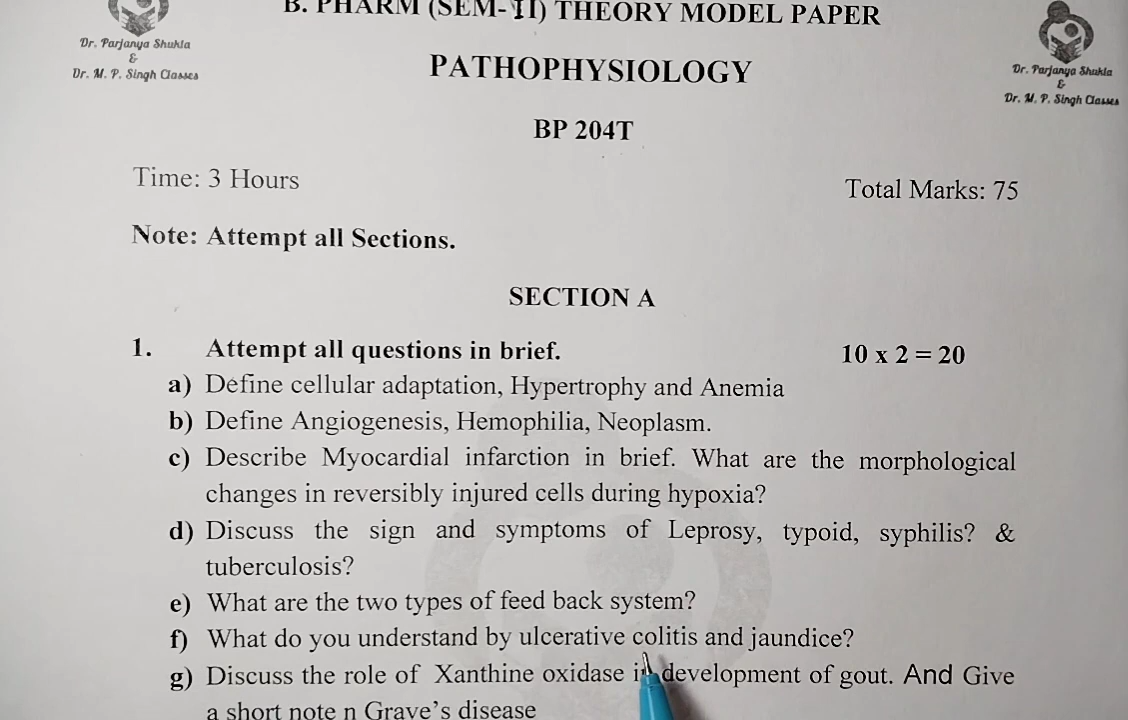 B. PHARM (SEM-II) THEORY MODEL PAPER
Dr. Parjanya Shukla
&
Dr. M. P. Singh Classes
PATHOPHYSIOLOGY
Dr. Parjanya Shukla
&
Dr. M. P. Singh Classes
BP 204T
Time: 3 Hours
Total Marks: 75
Note: Attempt all Sections.
SECTION A
1. Attempt all questions in brief. 10 x 2 = 20
a) Define cellular adaptation, Hypertrophy and Anemia
b) Define Angiogenesis, Hemophilia, Neoplasm.
c) Describe Myocardial infarction in brief. What are the morphological
changes in reversibly injured cells during hypoxia?
d) Discuss the sign and symptoms of Leprosy, typoid, syphilis? &
tuberculosis?
e) What are the two types of feed back system?
f) What do you understand by ulcerative colitis and jaundice?
g) Discuss the role of Xanthine oxidase in development of gout. And Give
a short note n Grave's disease